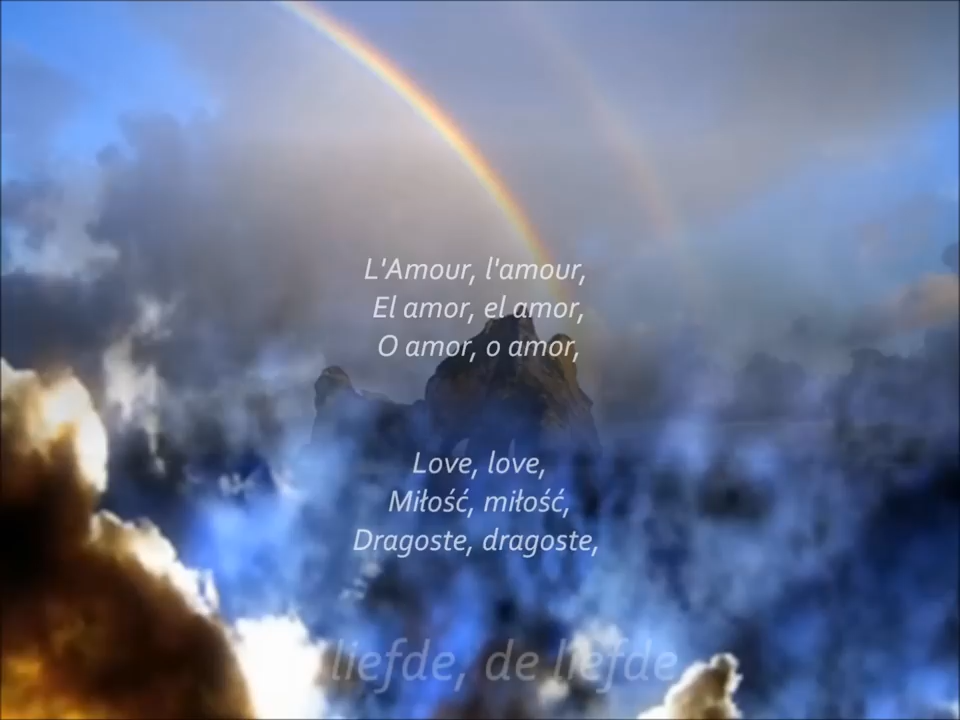 L'Amour, l'amour,
El amor, el amor,
O amor, o amor,
Love, love,
Miłość, miłość,
Dragoste, dragoste,
liefde, de liefde